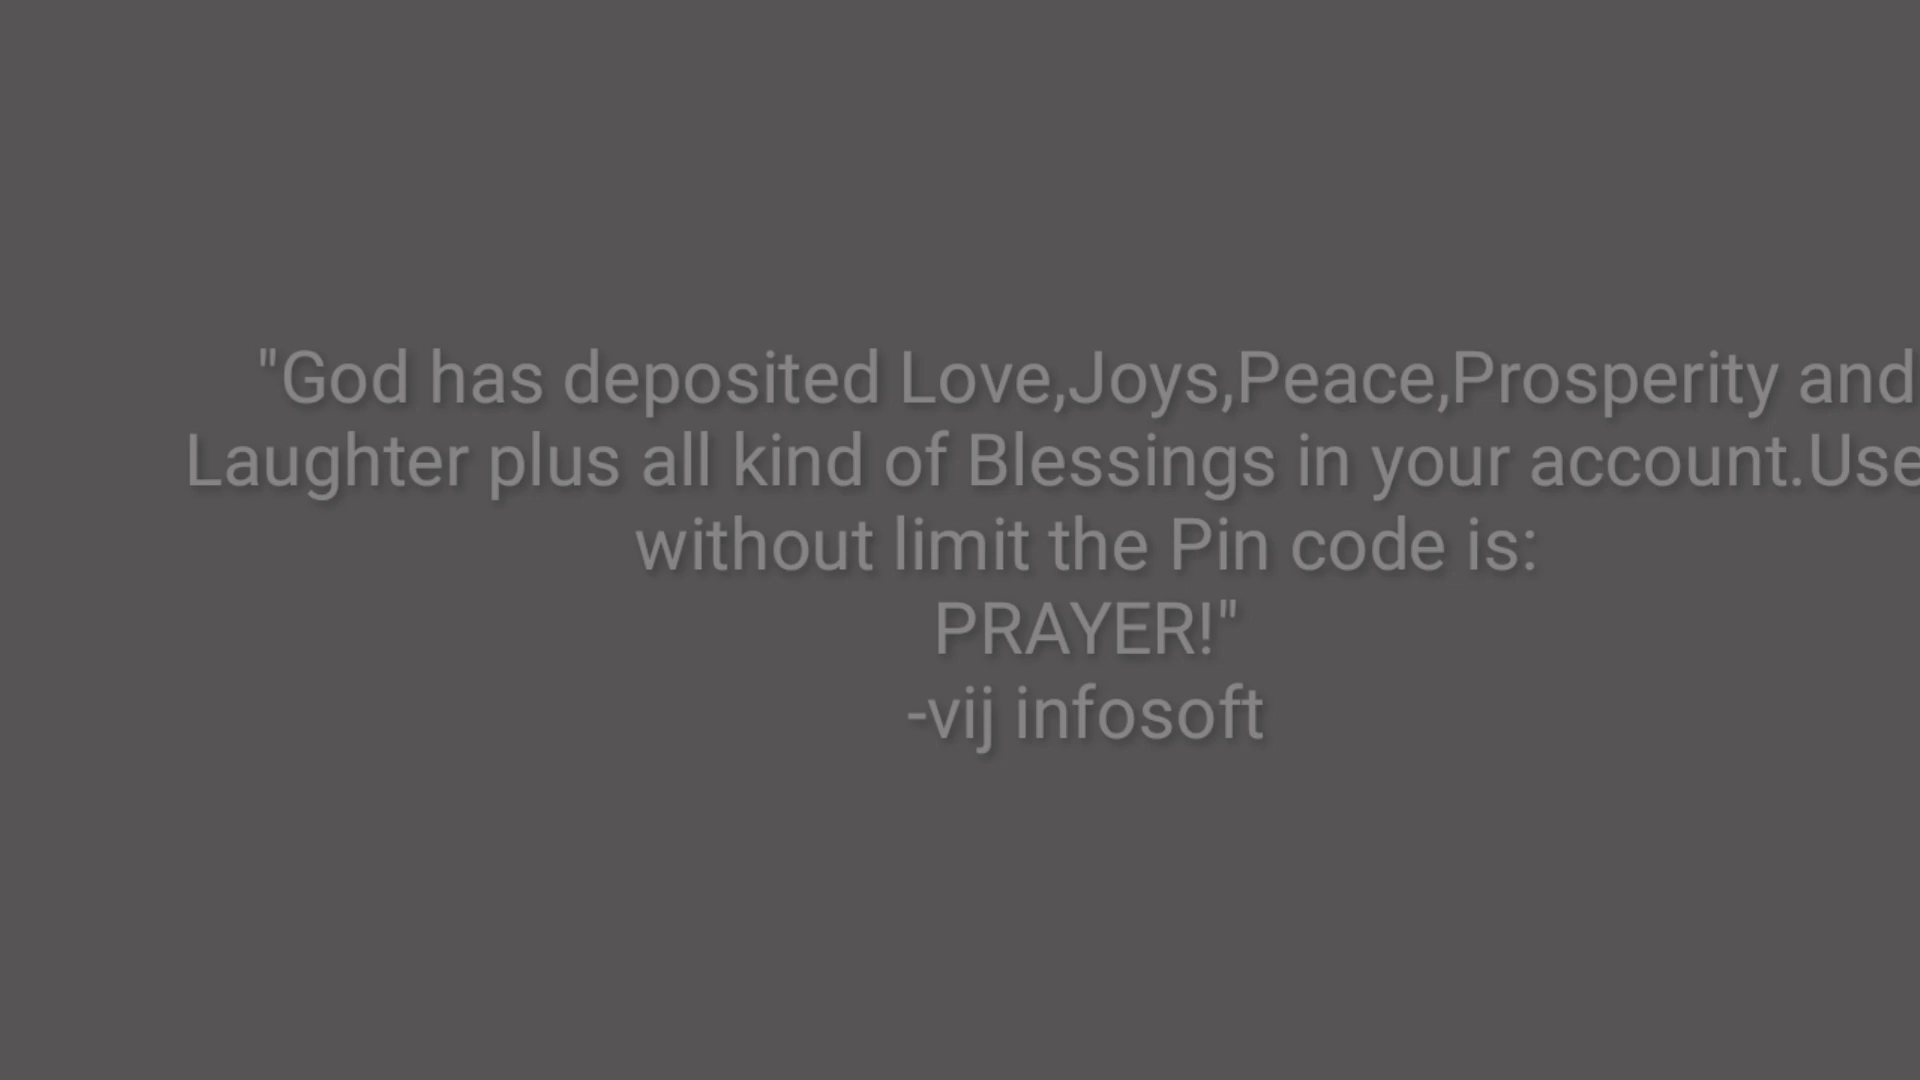 "God has deposited Love,Joys,Peace,Prosperity and
Laughter plus all kind of Blessings in your account.Use
without limit the Pin code is:
PRAYER!"
-vij infosoft